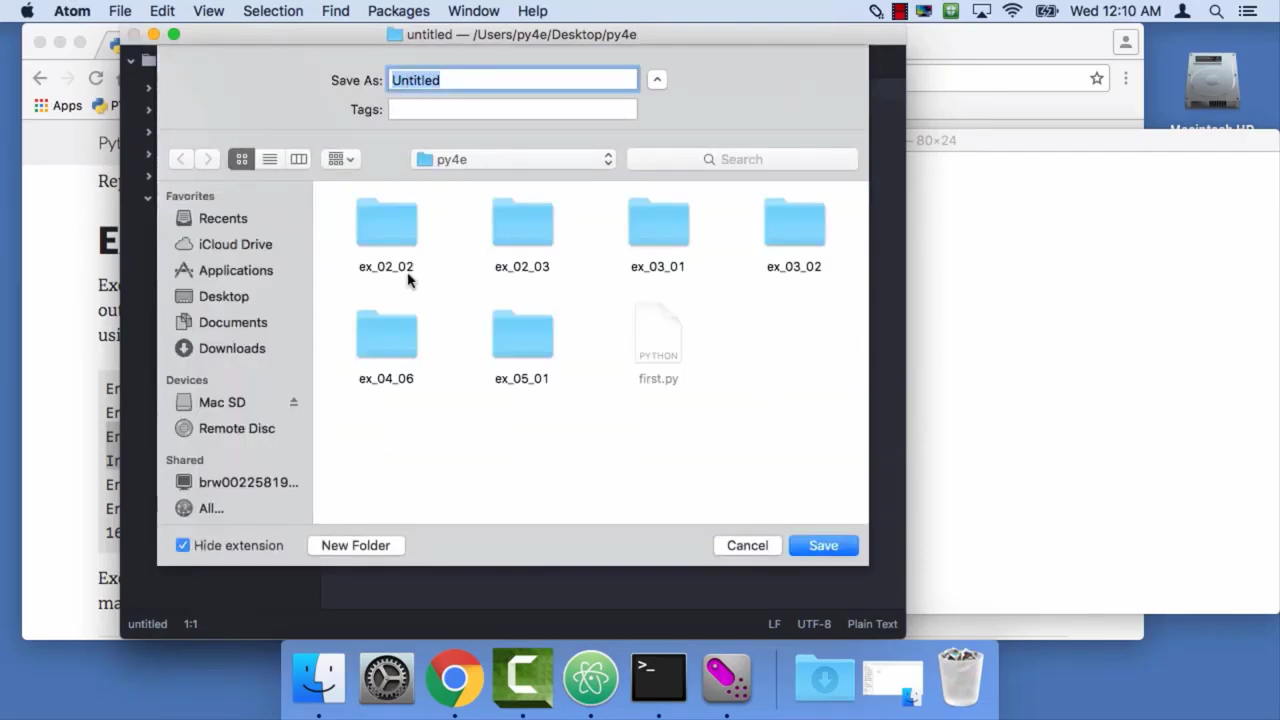 Atom File Edit View Selection Find Packages Window Help Wed 12:10 AM
untitled — /Users/py4e/Desktop/py4e
Save As: Untitled
Tags:
Apps
py4e
Search
80×24
Favorites
Recents
iCloud Drive
Applications
Desktop
Documents
Downloads
Devices
Mac SD
Remote Disc
Shared
brw00225819...
All...
ex_02_02 ex_02_03 ex_03_01 ex_03_02
PYTHON
ex_04_06 ex_05_01 first.py
Hide extension New Folder Cancel Save
untitled 1:1 LF UTF-8 Plain Text